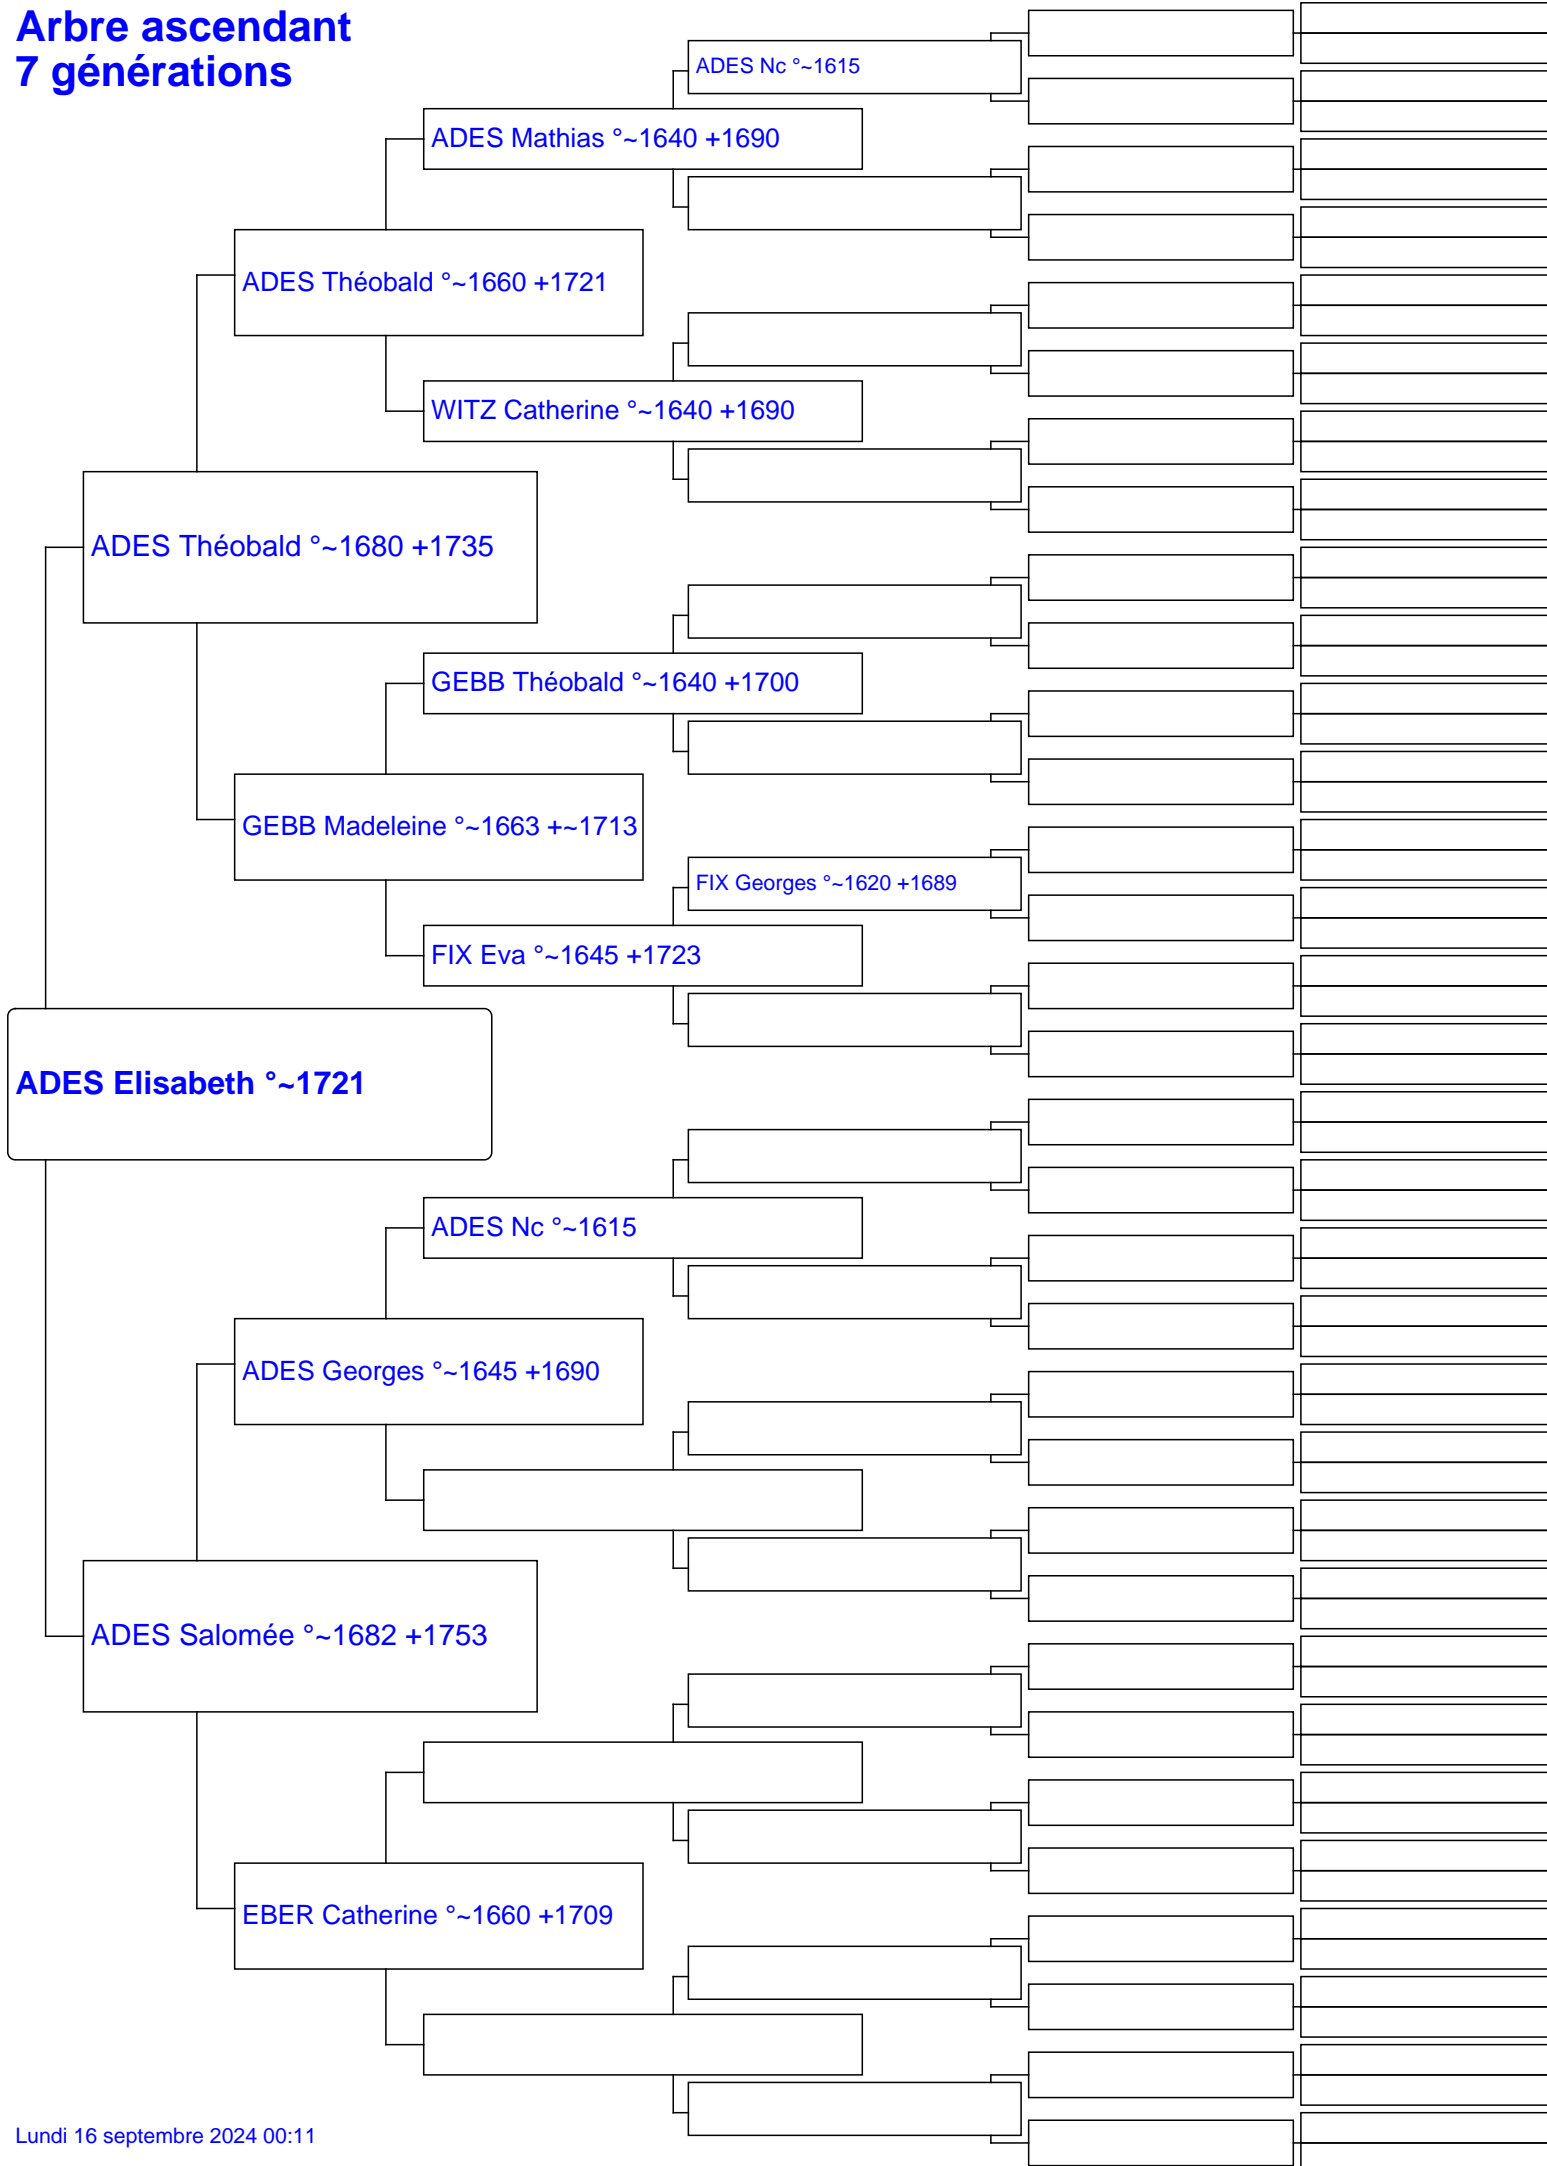 Arbre ascendant
7 générations
ADES Nc °~1615
ADES Mathias °~1640 +1690
ADES Théobald °~1660 +1721
WITZ Catherine °~1640 +1690
ADES Théobald °~1680 +1735
GEBB Théobald °~1640 +1700
GEBB Madeleine °~1663 +~1713
FIX Georges °~1620 +1689
FIX Eva °~1645 +1723
ADES Elisabeth °~1721
ADES Nc °~1615
ADES Georges °~1645 +1690
ADES Salomée °~1682 +1753
EBER Catherine °~1660 +1709
Lundi 16 septembre 2024 00:11